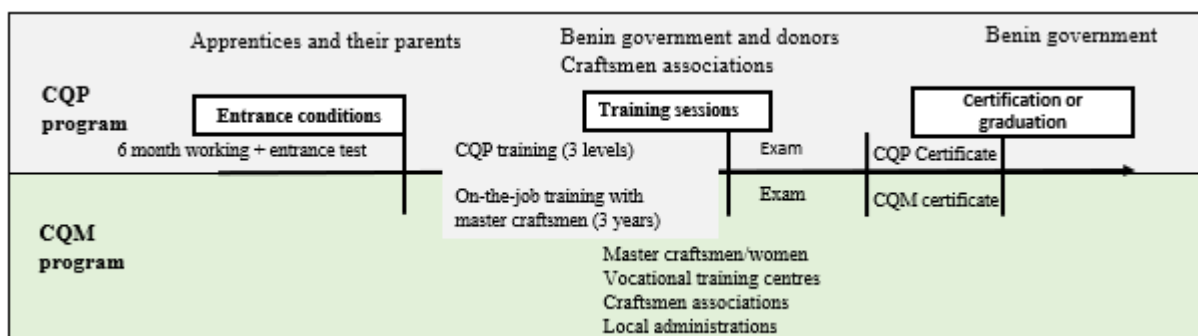 Apprentices and their parents
Benin government and donors
Craftsmen associations
Benin government
CQP
program
Entrance conditions
Training sessions
Certification or
graduation
6 month working + entrance test
CQP training (3 levels)
Exam
CQP Certificate
On-the-job training with
master craftsmen (3 years)
Exam
CQM certificate
CQM
program
Master craftsmen/women
Vocational training centres
Craftsmen associations
Local administrations